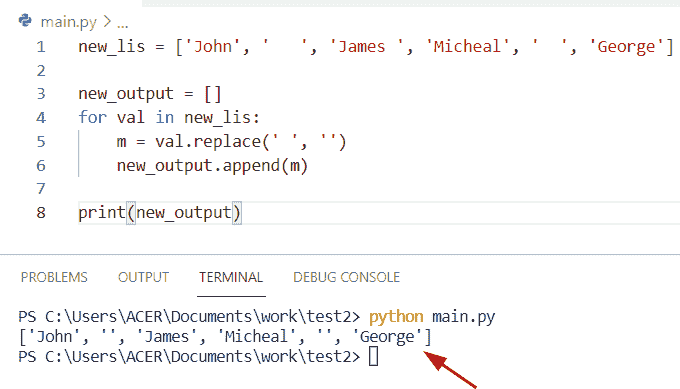 main.py > ...
1 new_lis = ['John', '   ', 'James ', 'Micheal', '  ', 'George']
2
3 new_output = []
4 for val in new_lis:
5     m = val.replace(' ', '')
6     new_output.append(m)
7
8 print(new_output)
PROBLEMS OUTPUT TERMINAL DEBUG CONSOLE
PS C:\Users\ACER\Documents\work\test2> python main.py
['John', '', 'James', 'Micheal', '', 'George']
PS C:\Users\ACER\Documents\work\test2>